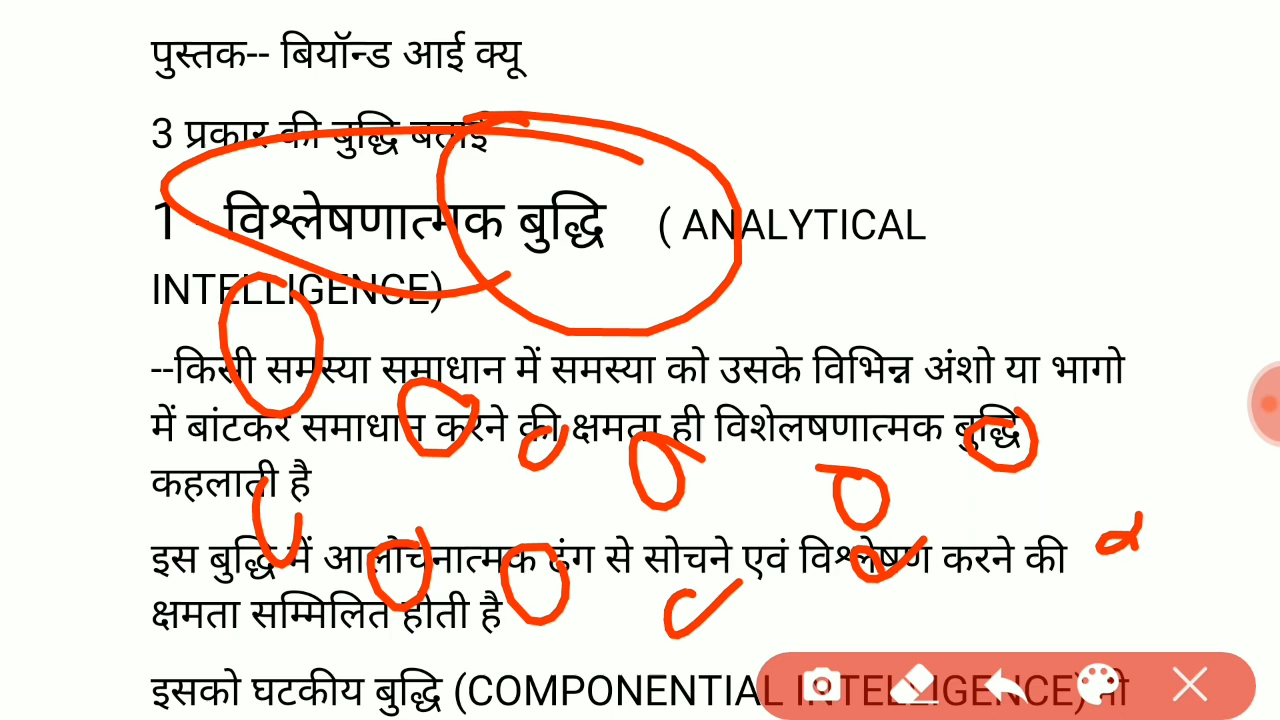 पुस्तक-- बियॉन्ड आई क्यू
3 प्रकार की बुद्धि बताई
1 - विश्लेषणात्मक बुद्धि ( ANALYTICAL
INTELLIGENCE)
--किसी समस्या समाधान में समस्या को उसके विभिन्न अंशो या भागो
में बांटकर समाधान करने की क्षमता ही विशेलषणात्मक बुद्धि
कहलाती है
इस बुद्धि में आलोचनात्मक ढंग से सोचने एवं विश्लेषण करने की
क्षमता सम्मिलित होती है
इसको घटकीय बुद्धि (COMPONENTIAL INTELLIGENCE)